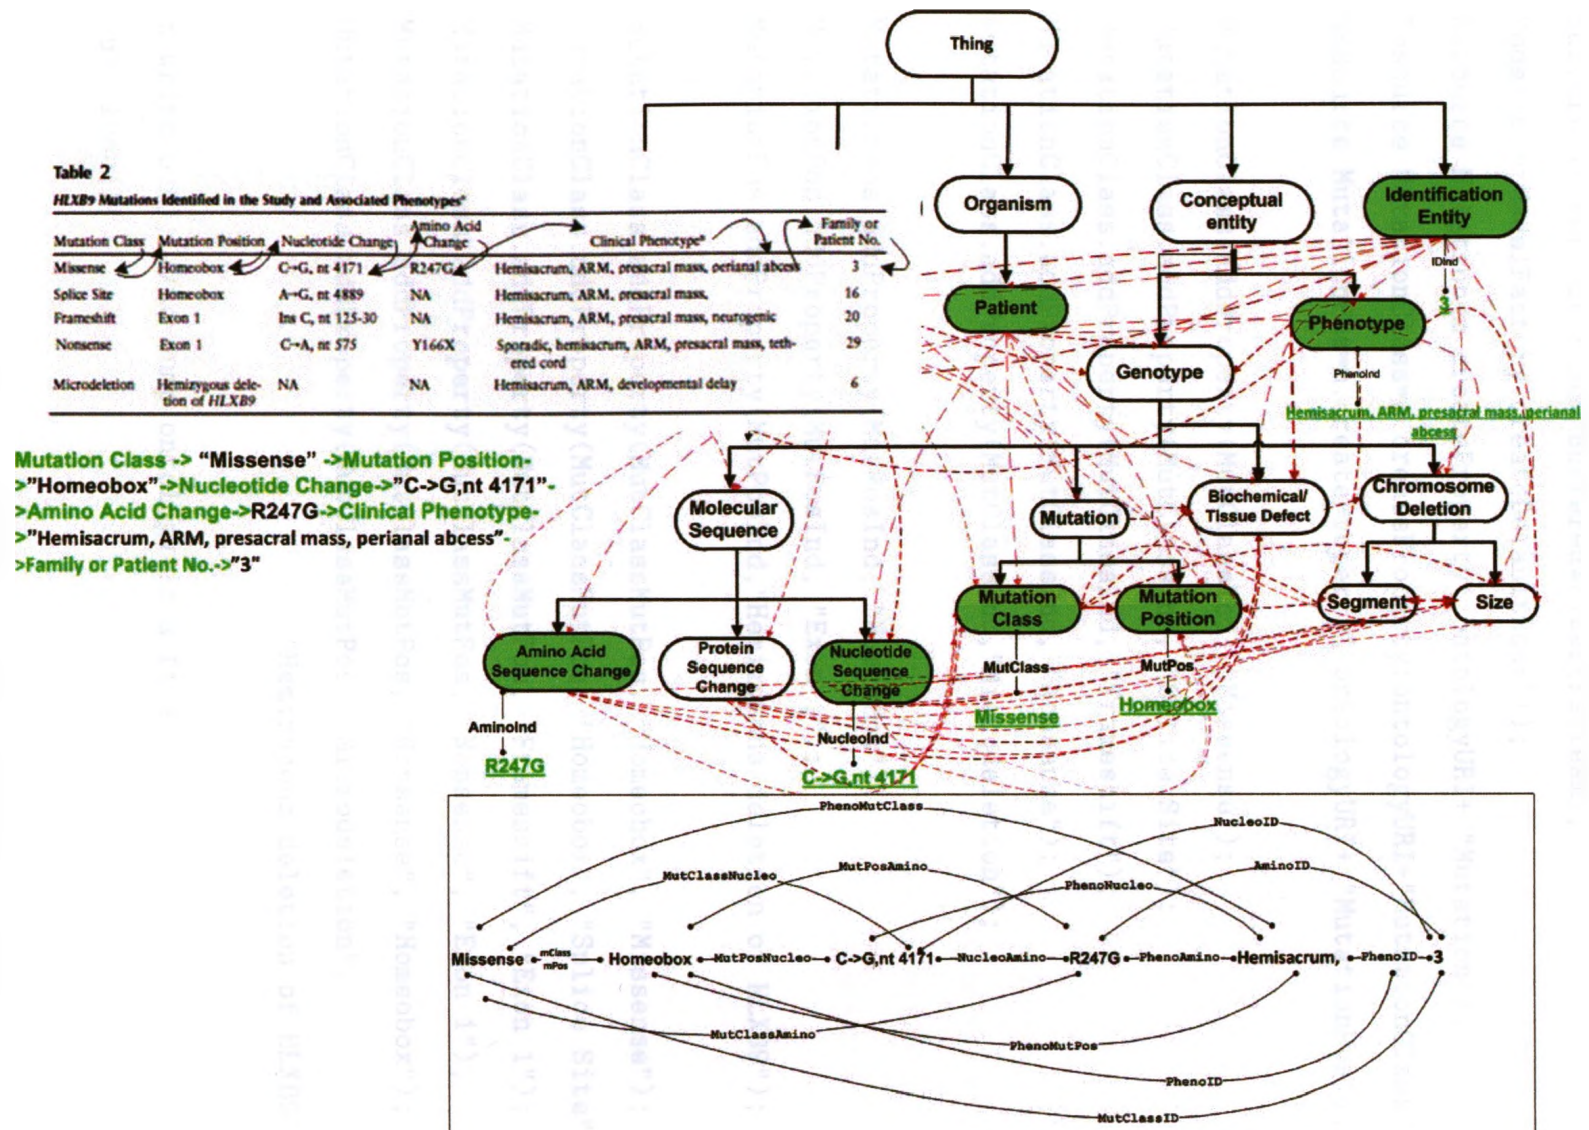 Thing
Organism
Conceptual
entity
Identification
Entity
Table 2
HLXB9 Mutations Identified in the Study and Associated Phenotypesᵃ
Mutation Class Mutation Position Nucleotide Change Amino Acid Change Clinical Phenotypeᵇ Family or Patient No.
Missense Homeobox C→G, nt 4171 R247G Hemisacrum, ARM, presacral mass, perianal abcess 3
Splice Site Homeobox A→G, nt 4889 NA Hemisacrum, ARM, presacral mass, 16
Frameshift Exon 1 Ins C, nt 125-30 NA Hemisacrum, ARM, presacral mass, neurogenic 20
Nonsense Exon 1 C→A, nt 575 Y166X Sporadic, hemisacrum, ARM, presacral mass, teth-
ered cord 29
Microdeletion Hemizygous dele- NA NA Hemisacrum, ARM, developmental delay 6
tion of HLXB9
IDInd
3
Patient
Phenotype
Genotype
PhenoInd
Hemisacrum, ARM, presacral mass, perianal
abcess
Mutation Class -> "Missense" ->Mutation Position-
>"Homeobox"->Nucleotide Change->"C->G,nt 4171"-
>Amino Acid Change->R247G->Clinical Phenotype-
>"Hemisacrum, ARM, presacral mass, perianal abcess"-
>Family or Patient No.->"3"
Molecular
Sequence
Mutation
Biochemical/
Tissue Defect
Chromosome
Deletion
Mutation
Class
Mutation
Position
Segment
Size
Amino Acid
Sequence Change
Protein
Sequence
Change
Nucleotide
Sequence
Change
MutClass
MutPos
Missense
Homeobox
AminoInd
NucleoInd
R247G
C->G,nt 4171
PhenoMutClass
NucleoID
MutClassNucleo
MutPosAmino
PhenoNucleo
AminoID
Missense mClass mPos Homeobox MutPosNucleo C->G,nt 4171 NucleoAmino R247G PhenoAmino Hemisacrum, PhenoID 3
MutClassAmino
PhenoMutPos
PhenoID
MutClassID